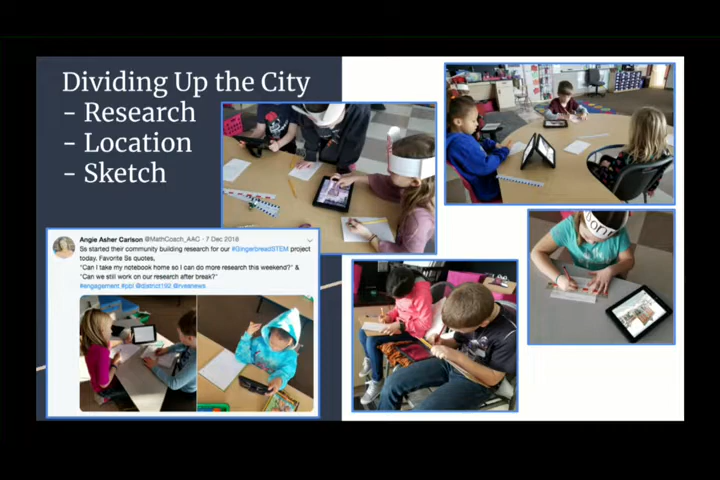 Dividing Up the City
- Research
- Location
- Sketch
Angie Asher Carlson @MathCoach_AAC · 7 Dec 2018
Ss started their community building research for our #GingerbreadSTEM project
today. Favorite Ss quotes,
"Can I take my notebook home so I can do more research this weekend?" &
"Can we still work on our research after break?"
#engagement #pbl @district192 @rvesnews